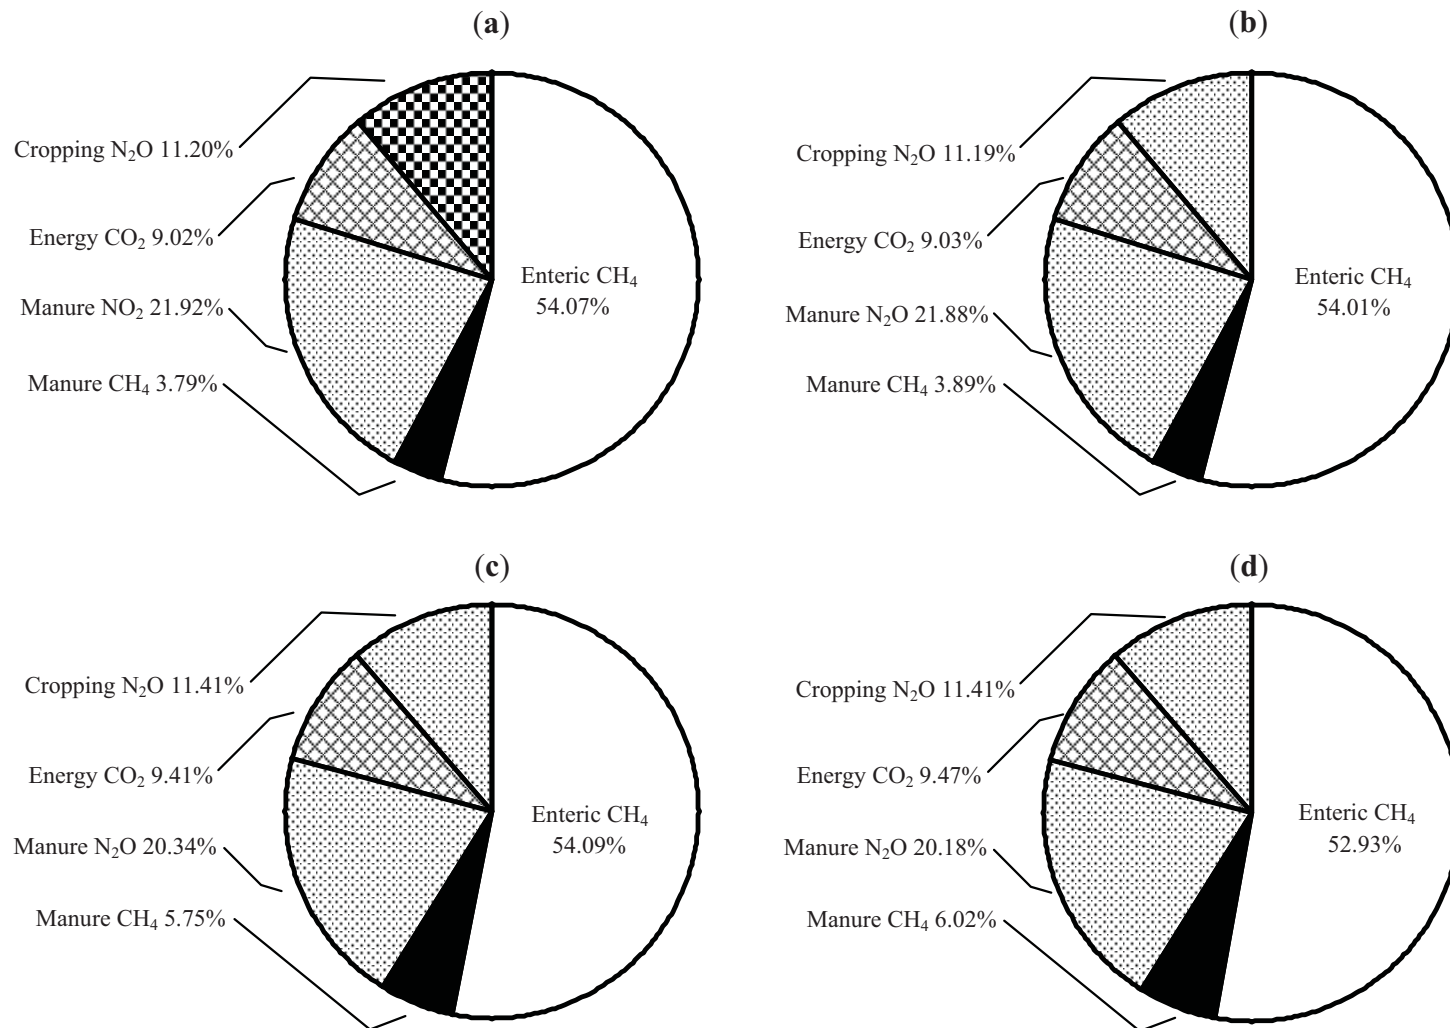 (a)
Cropping N₂O 11.20%
Energy CO₂ 9.02%
Manure NO₂ 21.92%
Manure CH₄ 3.79%
Enteric CH₄
54.07%
(b)
Cropping N₂O 11.19%
Energy CO₂ 9.03%
Manure N₂O 21.88%
Manure CH₄ 3.89%
Enteric CH₄
54.01%
(c)
Cropping N₂O 11.41%
Energy CO₂ 9.41%
Manure N₂O 20.34%
Manure CH₄ 5.75%
Enteric CH₄
54.09%
(d)
Cropping N₂O 11.41%
Energy CO₂ 9.47%
Manure N₂O 20.18%
Manure CH₄ 6.02%
Enteric CH₄
52.93%